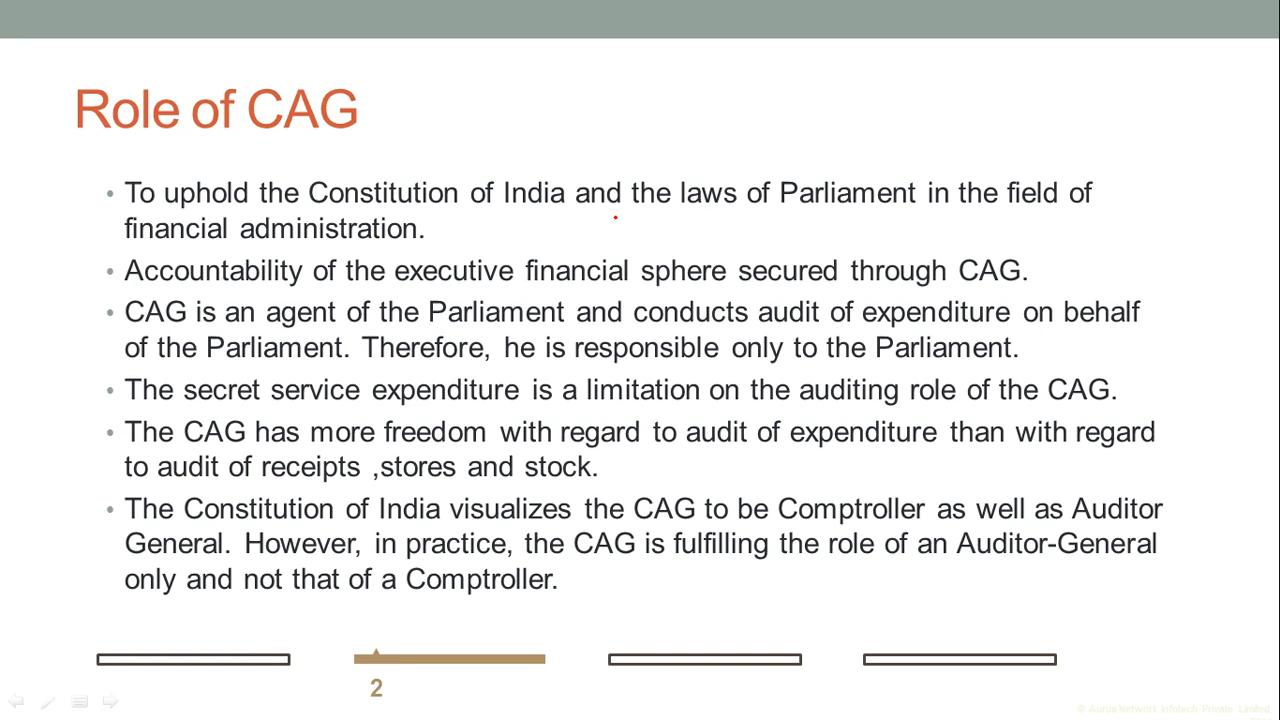 Role of CAG
• To uphold the Constitution of India and the laws of Parliament in the field of
financial administration.
• Accountability of the executive financial sphere secured through CAG.
• CAG is an agent of the Parliament and conducts audit of expenditure on behalf
of the Parliament. Therefore, he is responsible only to the Parliament.
• The secret service expenditure is a limitation on the auditing role of the CAG.
• The CAG has more freedom with regard to audit of expenditure than with regard
to audit of receipts ,stores and stock.
• The Constitution of India visualizes the CAG to be Comptroller as well as Auditor
General. However, in practice, the CAG is fulfilling the role of an Auditor-General
only and not that of a Comptroller.
2
© Aurus Network Infotech Private Limited,